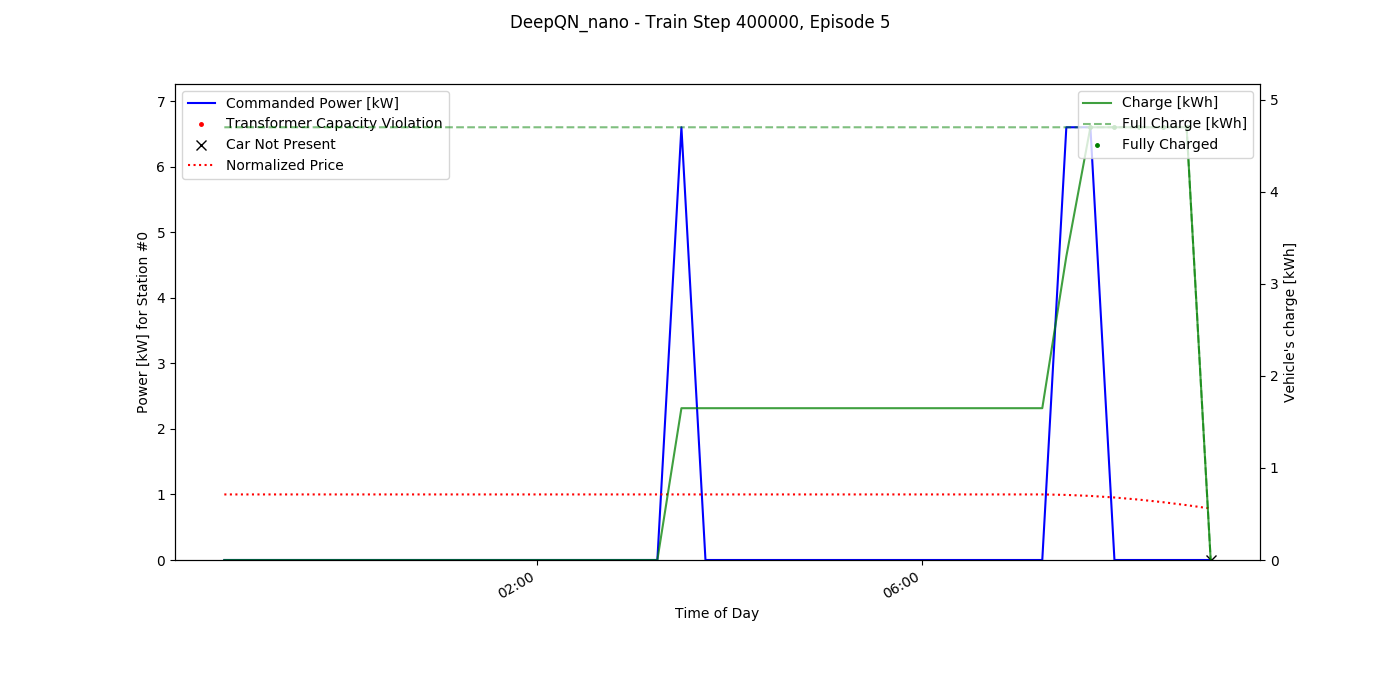 DeepQN_nano - Train Step 400000, Episode 5
Commanded Power [kW]
Transformer Capacity Violation
Car Not Present
Normalized Price
Charge [kWh]
Full Charge [kWh]
Fully Charged
7
6
5
4
3
2
1
0
Power [kW] for Station #0
5
4
3
2
1
0
Vehicle's charge [kWh]
02:00
06:00
Time of Day